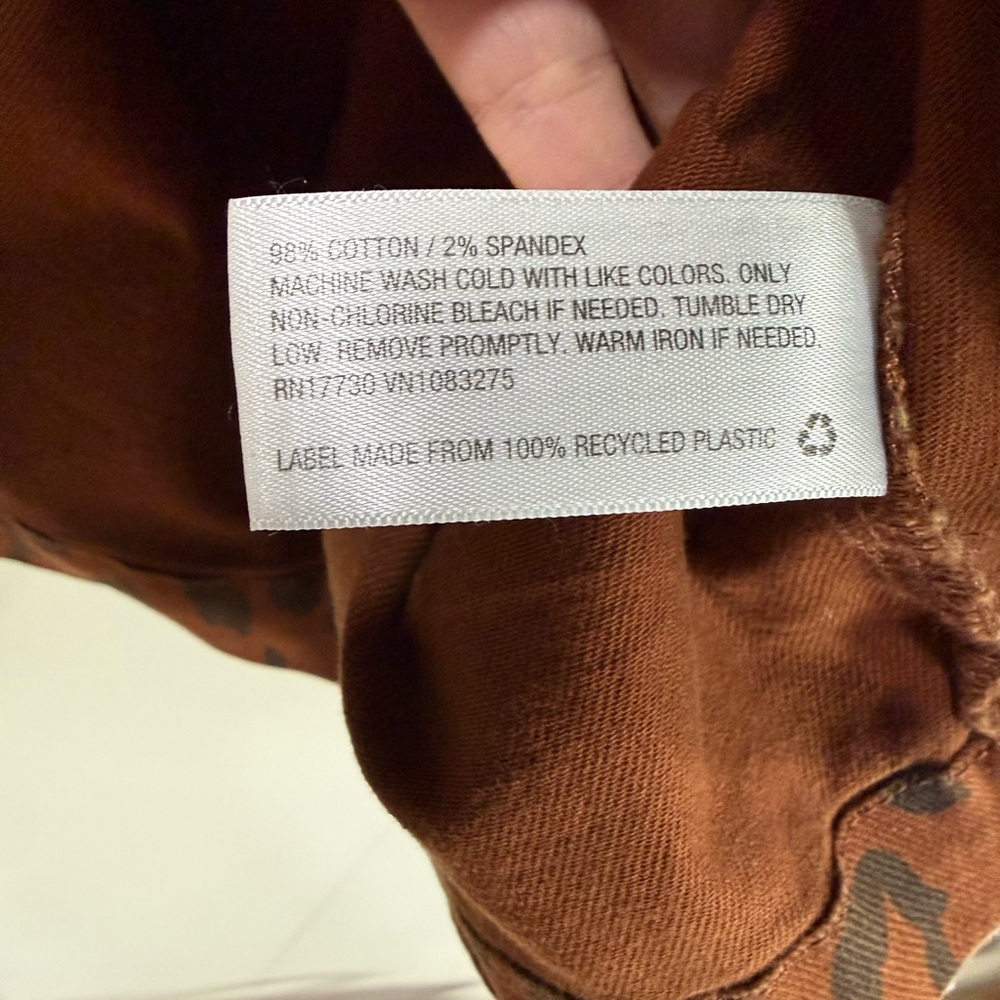 98% COTTON / 2% SPANDEX
MACHINE WASH COLD WITH LIKE COLORS. ONLY
NON-CHLORINE BLEACH IF NEEDED. TUMBLE DRY
LOW. REMOVE PROMPTLY. WARM IRON IF NEEDED.
RN17730 VN1083275
LABEL MADE FROM 100% RECYCLED PLASTIC